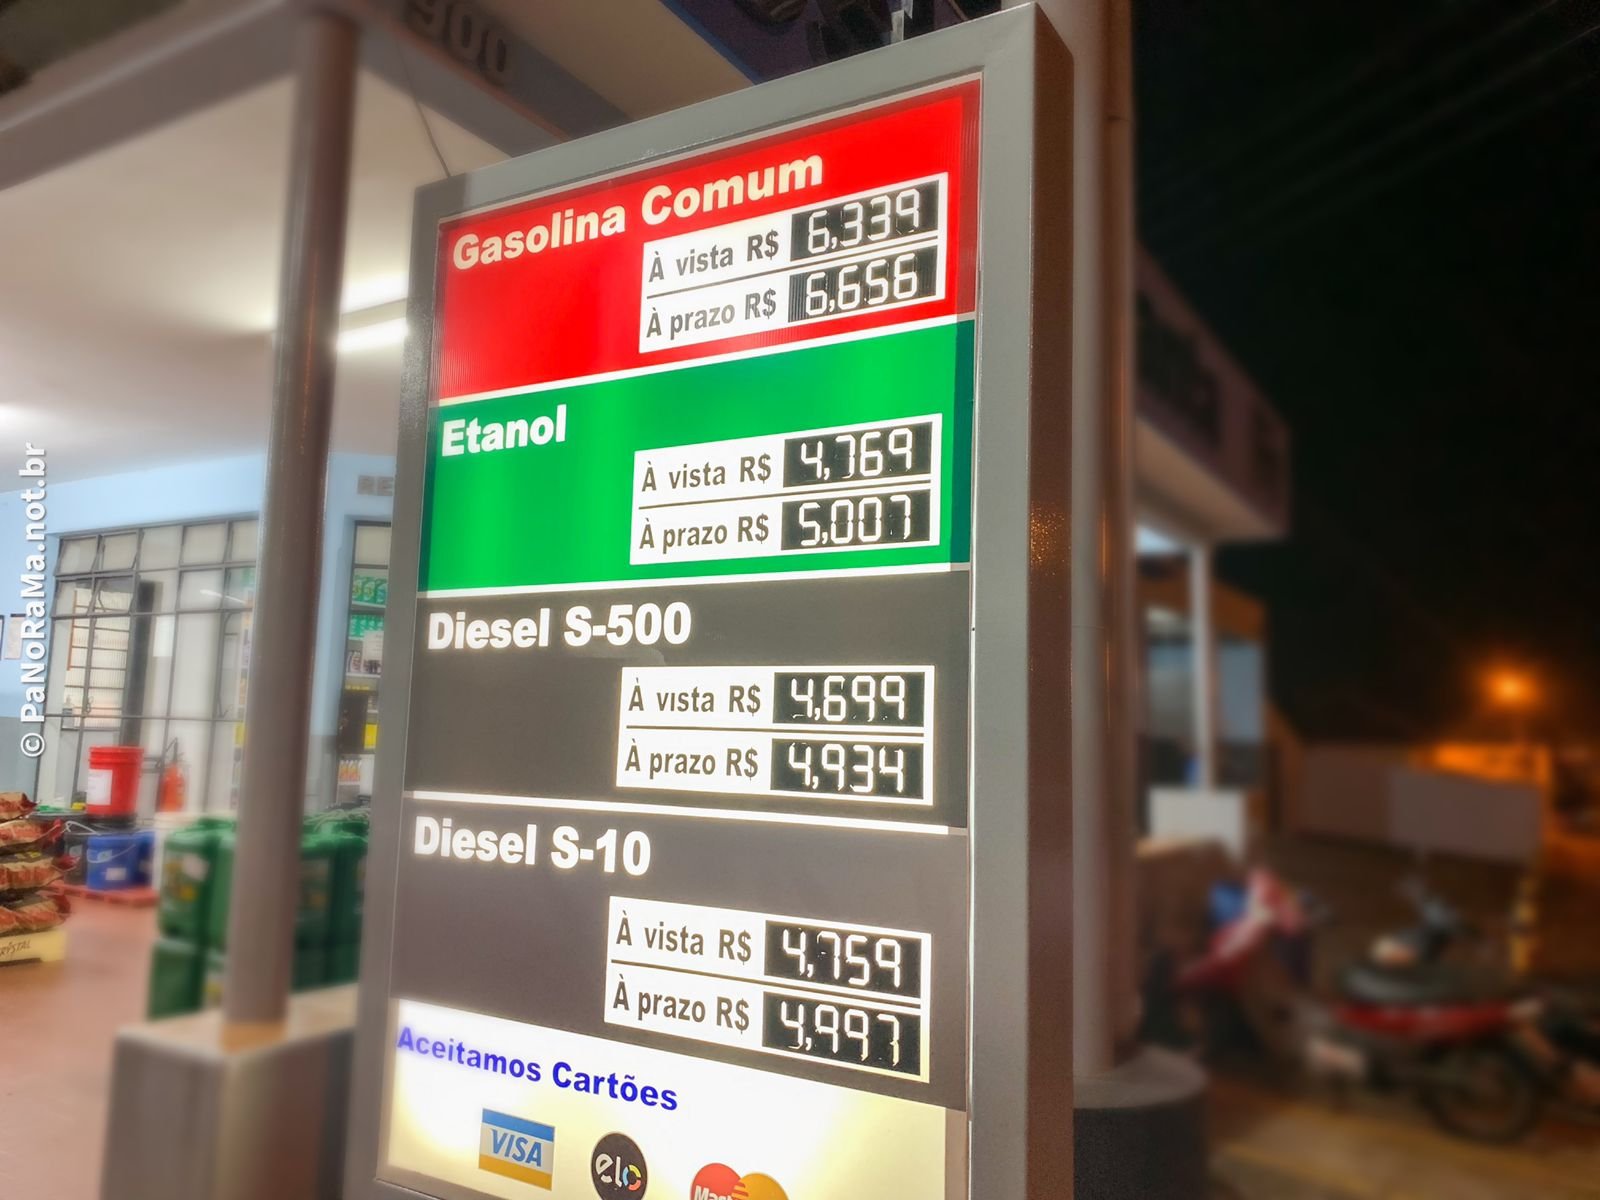 900
Gasolina Comum
À vista R$ 6,339
À prazo R$ 6,656
Etanol
À vista R$ 4,769
À prazo R$ 5,007
Diesel S-500
À vista R$ 4,699
À prazo R$ 4,934
Diesel S-10
À vista R$ 4,759
À prazo R$ 4,997
Aceitamos Cartões
VISA
elo
© PaNoRaMa.not.br